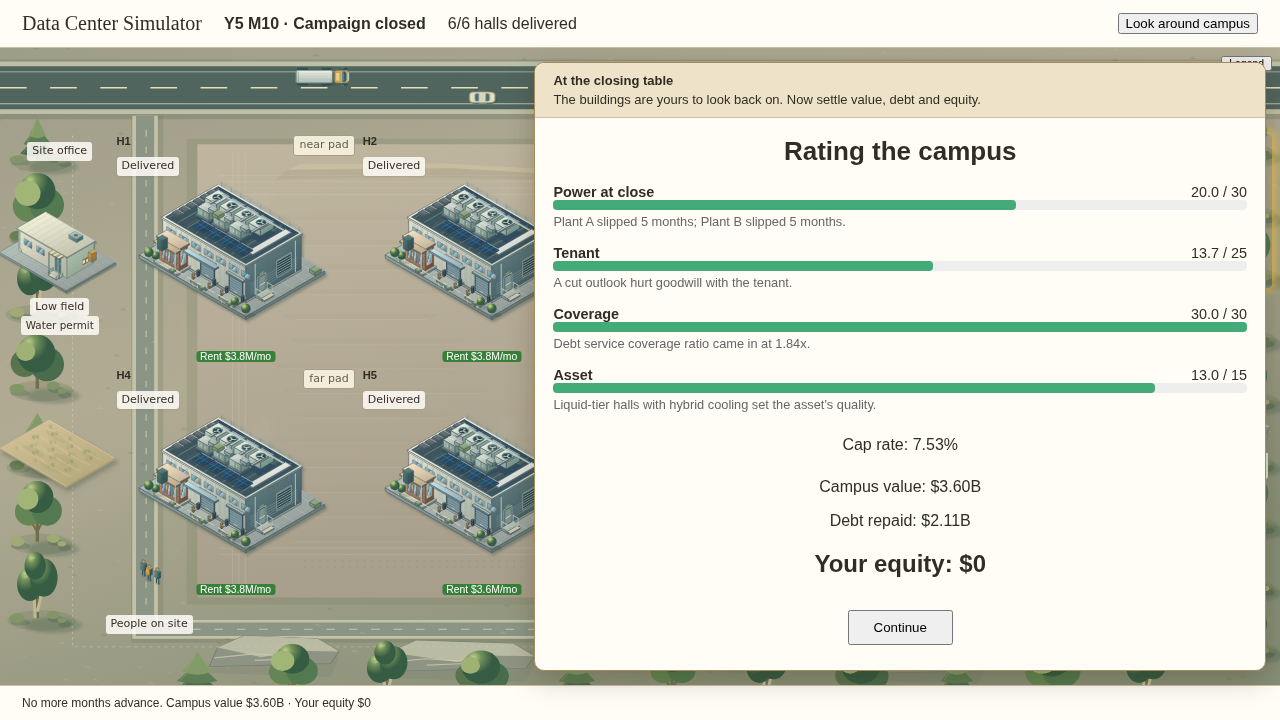 Data Center Simulator
Y5 M10 · Campaign closed
6/6 halls delivered
Look around campus
At the closing table
The buildings are yours to look back on. Now settle value, debt and equity.
Rating the campus
Power at close
20.0 / 30
Plant A slipped 5 months; Plant B slipped 5 months.
Tenant
13.7 / 25
A cut outlook hurt goodwill with the tenant.
Coverage
30.0 / 30
Debt service coverage ratio came in at 1.84x.
Asset
13.0 / 15
Liquid-tier halls with hybrid cooling set the asset's quality.
Cap rate: 7.53%
Campus value: $3.60B
Debt repaid: $2.11B
Your equity: $0
Continue
Site office
H1
Delivered
near pad
H2
Delivered
Low field
Water permit
Rent $3.8M/mo
Rent $3.8M/mo
H4
Delivered
far pad
H5
Delivered
Rent $3.8M/mo
Rent $3.6M/mo
People on site
No more months advance. Campus value $3.60B · Your equity $0